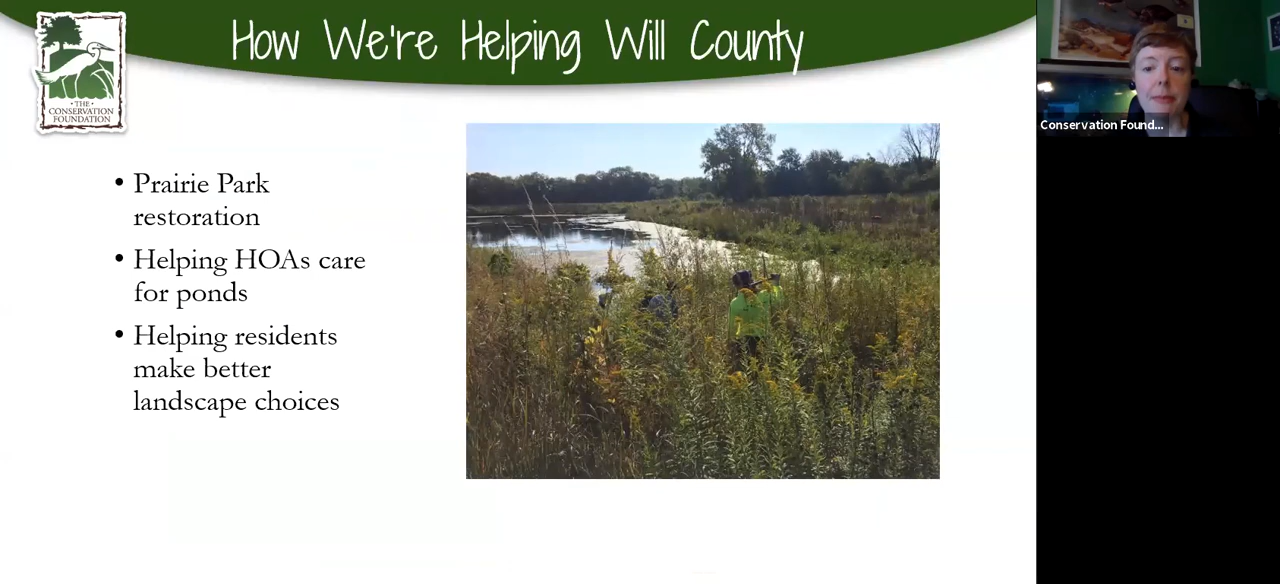 How We're Helping Will County
• THE •
CONSERVATION
FOUNDATION
• Prairie Park
restoration
• Helping HOAs care
for ponds
• Helping residents
make better
landscape choices
Conservation Found...